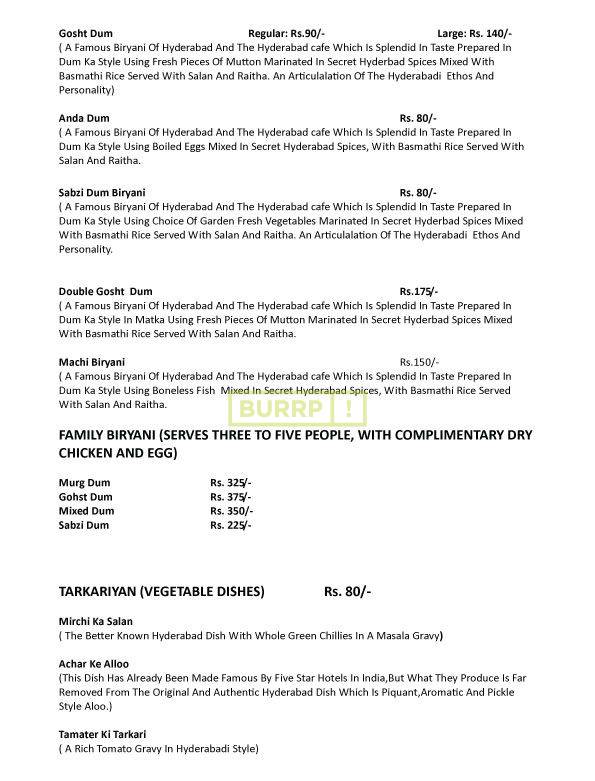 Gosht Dum Regular: Rs.90/- Large: Rs. 140/-
( A Famous Biryani Of Hyderabad And The Hyderabad cafe Which Is Splendid In Taste Prepared In
Dum Ka Style Using Fresh Pieces Of Mutton Marinated In Secret Hyderbad Spices Mixed With
Basmathi Rice Served With Salan And Raitha. An Articulalation Of The Hyderabadi Ethos And
Personality)
Anda Dum Rs. 80/-
( A Famous Biryani Of Hyderabad And The Hyderabad cafe Which Is Splendid In Taste Prepared In
Dum Ka Style Using Boiled Eggs Mixed In Secret Hyderabad Spices, With Basmathi Rice Served With
Salan And Raitha.
Sabzi Dum Biryani Rs. 80/-
( A Famous Biryani Of Hyderabad And The Hyderabad cafe Which Is Splendid In Taste Prepared In
Dum Ka Style Using Choice Of Garden Fresh Vegetables Marinated In Secret Hyderbad Spices Mixed
With Basmathi Rice Served With Salan And Raitha. An Articulalation Of The Hyderabadi Ethos And
Personality.
Double Gosht Dum Rs.175/-
( A Famous Biryani Of Hyderabad And The Hyderabad cafe Which Is Splendid In Taste Prepared In
Dum Ka Style In Matka Using Fresh Pieces Of Mutton Marinated In Secret Hyderbad Spices Mixed
With Basmathi Rice Served With Salan And Raitha.
Machi Biryani Rs.150/-
( A Famous Biryani Of Hyderabad And The Hyderabad cafe Which Is Splendid In Taste Prepared In
Dum Ka Style Using Boneless Fish Mixed In Secret Hyderabad Spices, With Basmathi Rice Served
With Salan And Raitha.
BURRP !
FAMILY BIRYANI (SERVES THREE TO FIVE PEOPLE, WITH COMPLIMENTARY DRY
CHICKEN AND EGG)
Murg Dum Rs. 325/-
Gohst Dum Rs. 375/-
Mixed Dum Rs. 350/-
Sabzi Dum Rs. 225/-
TARKARIYAN (VEGETABLE DISHES) Rs. 80/-
Mirchi Ka Salan
( The Better Known Hyderabad Dish With Whole Green Chillies In A Masala Gravy)
Achar Ke Alloo
(This Dish Has Already Been Made Famous By Five Star Hotels In India,But What They Produce Is Far
Removed From The Original And Authentic Hyderabad Dish Which Is Piquant,Aromatic And Pickle
Style Aloo.)
Tamater Ki Tarkari
( A Rich Tomato Gravy In Hyderabadi Style)